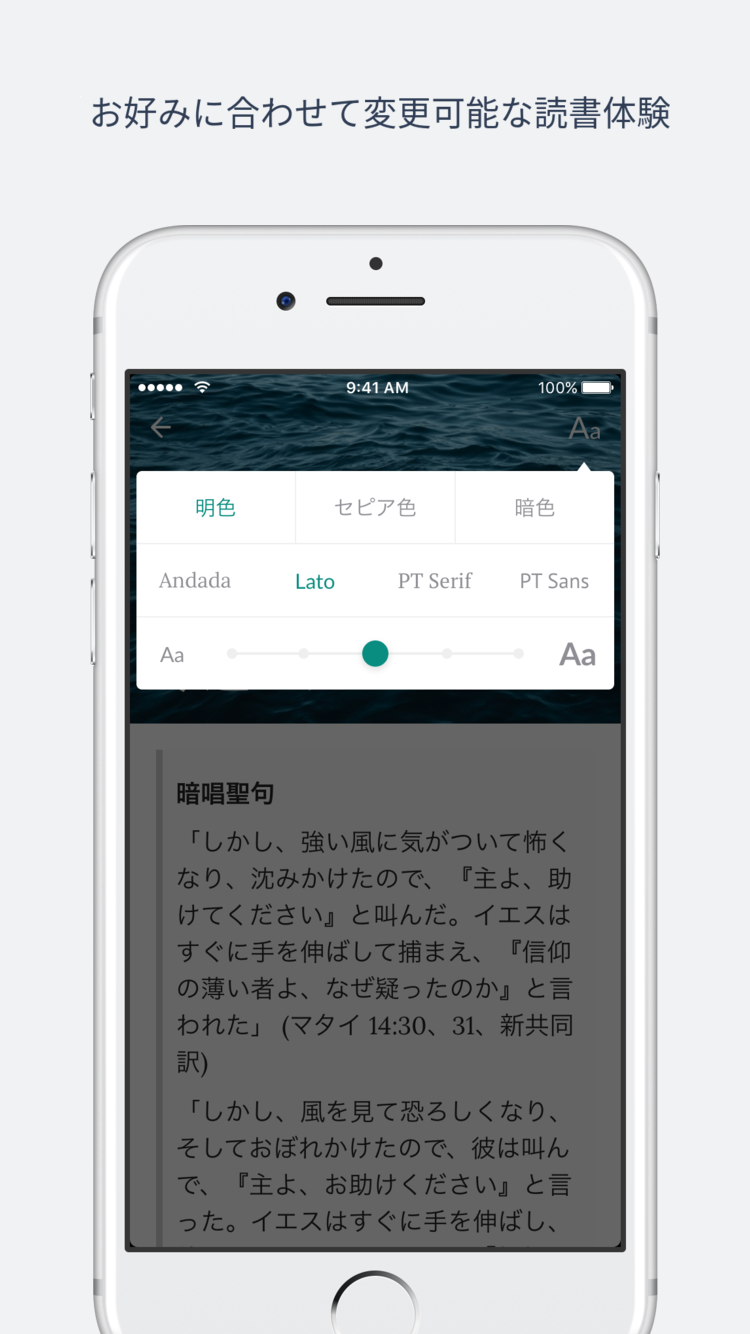 お好みに合わせて変更可能な読書体験
9:41 AM
100%
Aa
明色 セピア色 暗色
Andada Lato PT Serif PT Sans
Aa Aa
暗唱聖句
「しかし、強い風に気がついて怖く
なり、沈みかけたので、『主よ、助
けてください』と叫んだ。イエスは
すぐに手を伸ばして捕まえ、『信仰
の薄い者よ、なぜ疑ったのか』と言
われた」 (マタイ 14:30、31、新共同
訳)
「しかし、風を見て恐ろしくなり、
そしておぼれかけたので、彼は叫ん
で、『主よ、お助けください』と言
った。イエスはすぐに手を伸ばし、